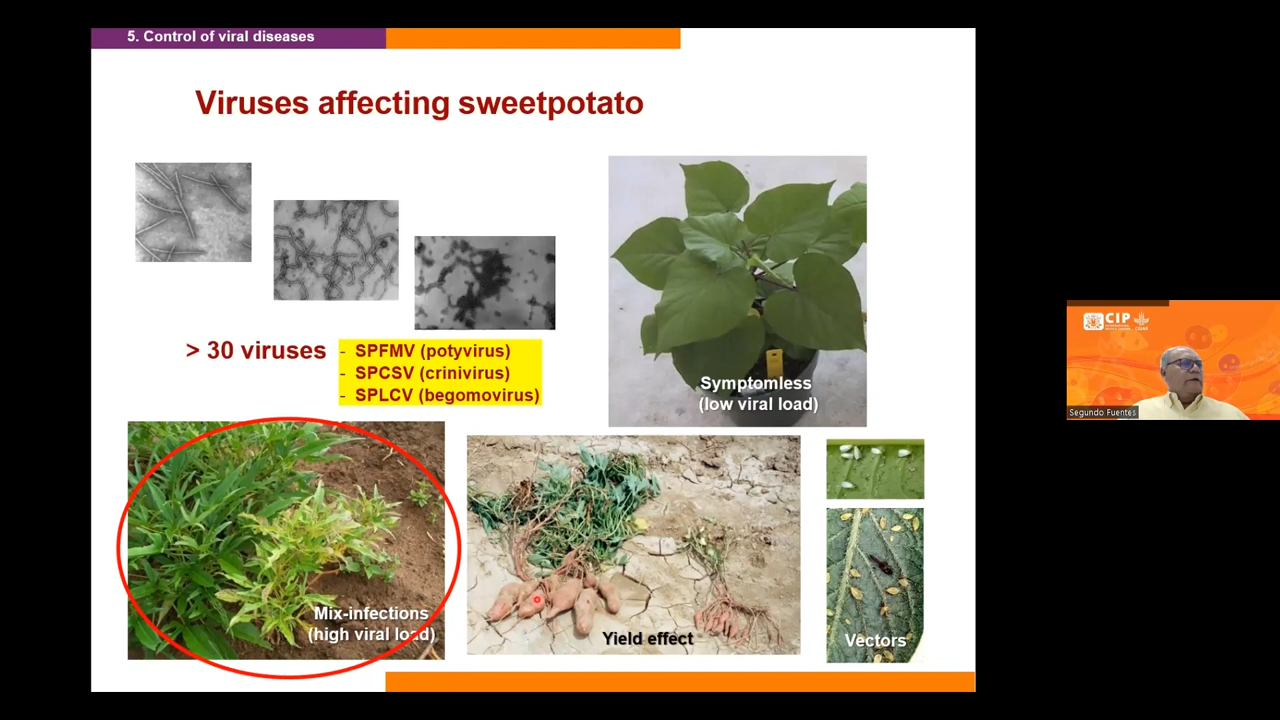 5. Control of viral diseases
Viruses affecting sweetpotato
> 30 viruses
- SPFMV (potyvirus)
- SPCSV (crinivirus)
- SPLCV (begomovirus)
Symptomless
(low viral load)
Mix-infections
(high viral load)
Yield effect
Vectors
CIP
Segundo Fuentes